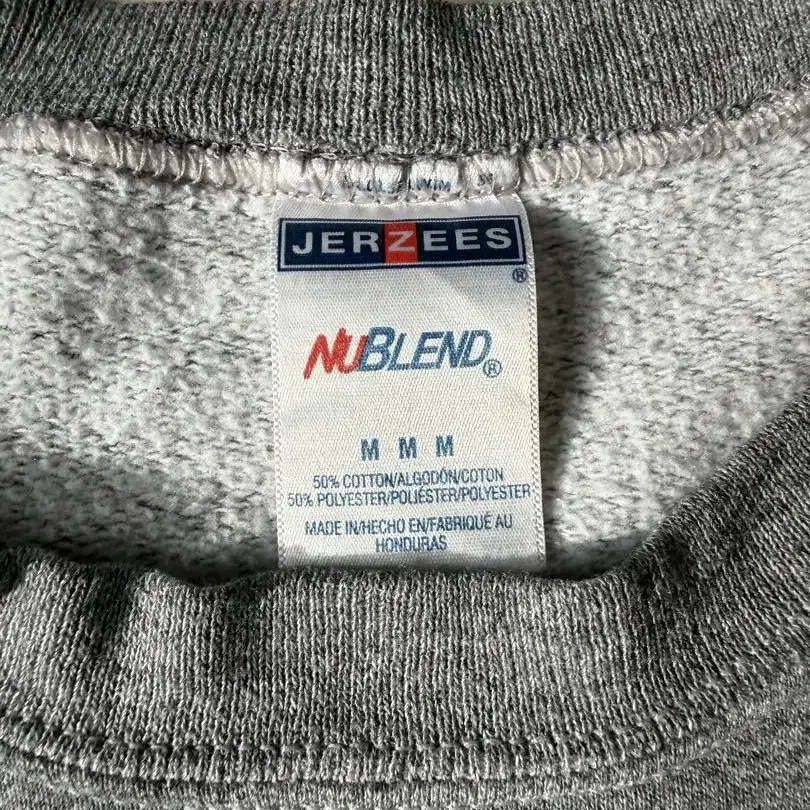 JERZEES
®
NUBLEND®
M M M
50% COTTON/ALGODÓN/COTON
50% POLYESTER/POLIÉSTER/POLYESTER
MADE IN/HECHO EN/FABRIQUÉ AU
HONDURAS